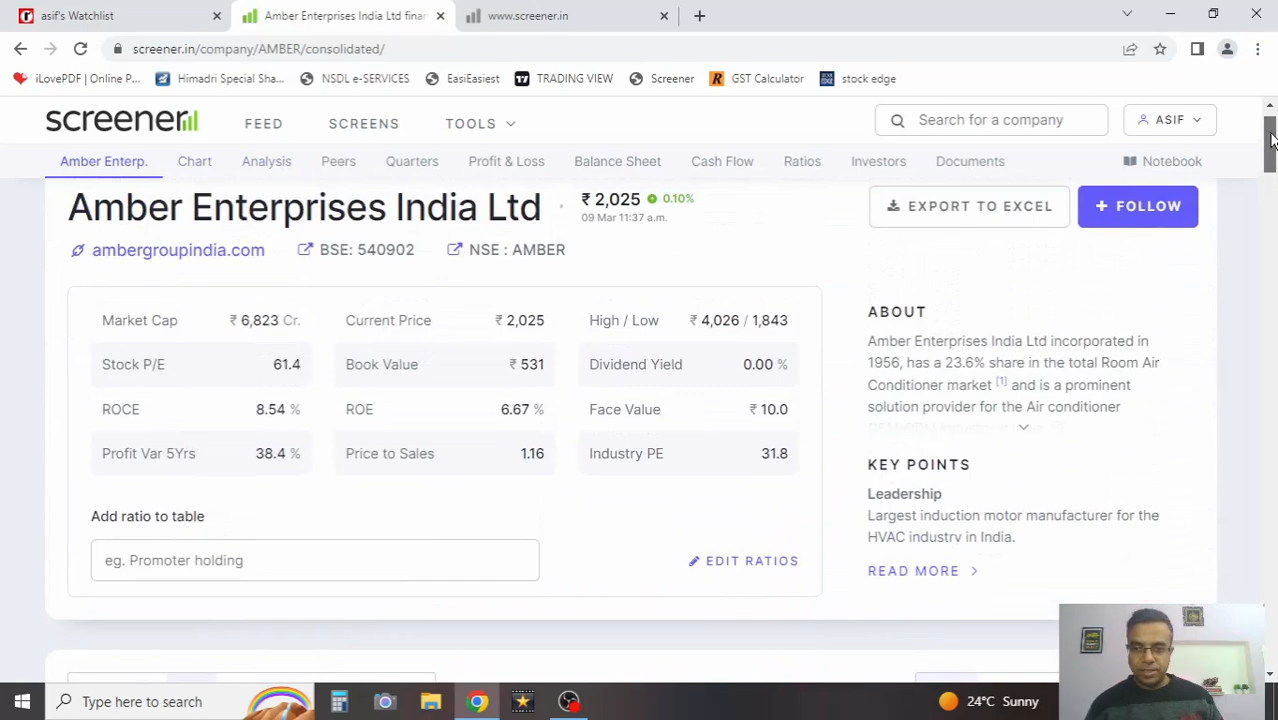 asif's Watchlist
Amber Enterprises India Ltd finan
www.screener.in
screener.in/company/AMBER/consolidated/
iLovePDF | Online P...
Himadri Special Sha...
NSDL e-SERVICES
EasiEasiest
TRADING VIEW
Screener
GST Calculator
stock edge
screener
FEED
SCREENS
TOOLS
Search for a company
ASIF
Amber Enterp.
Chart
Analysis
Peers
Quarters
Profit & Loss
Balance Sheet
Cash Flow
Ratios
Investors
Documents
Notebook
Amber Enterprises India Ltd
₹ 2,025 0.10%
09 Mar 11:37 a.m.
EXPORT TO EXCEL
+ FOLLOW
ambergroupindia.com
BSE: 540902
NSE : AMBER
Market Cap ₹ 6,823 Cr.
Current Price ₹ 2,025
High / Low ₹ 4,026 / 1,843
Stock P/E 61.4
Book Value ₹ 531
Dividend Yield 0.00 %
ROCE 8.54 %
ROE 6.67 %
Face Value ₹ 10.0
Profit Var 5Yrs 38.4 %
Price to Sales 1.16
Industry PE 31.8
Add ratio to table
eg. Promoter holding
EDIT RATIOS
ABOUT
Amber Enterprises India Ltd incorporated in
1956, has a 23.6% share in the total Room Air
Conditioner market [1] and is a prominent
solution provider for the Air conditioner
KEY POINTS
Leadership
Largest induction motor manufacturer for the
HVAC industry in India.
READ MORE
Type here to search
24°C Sunny